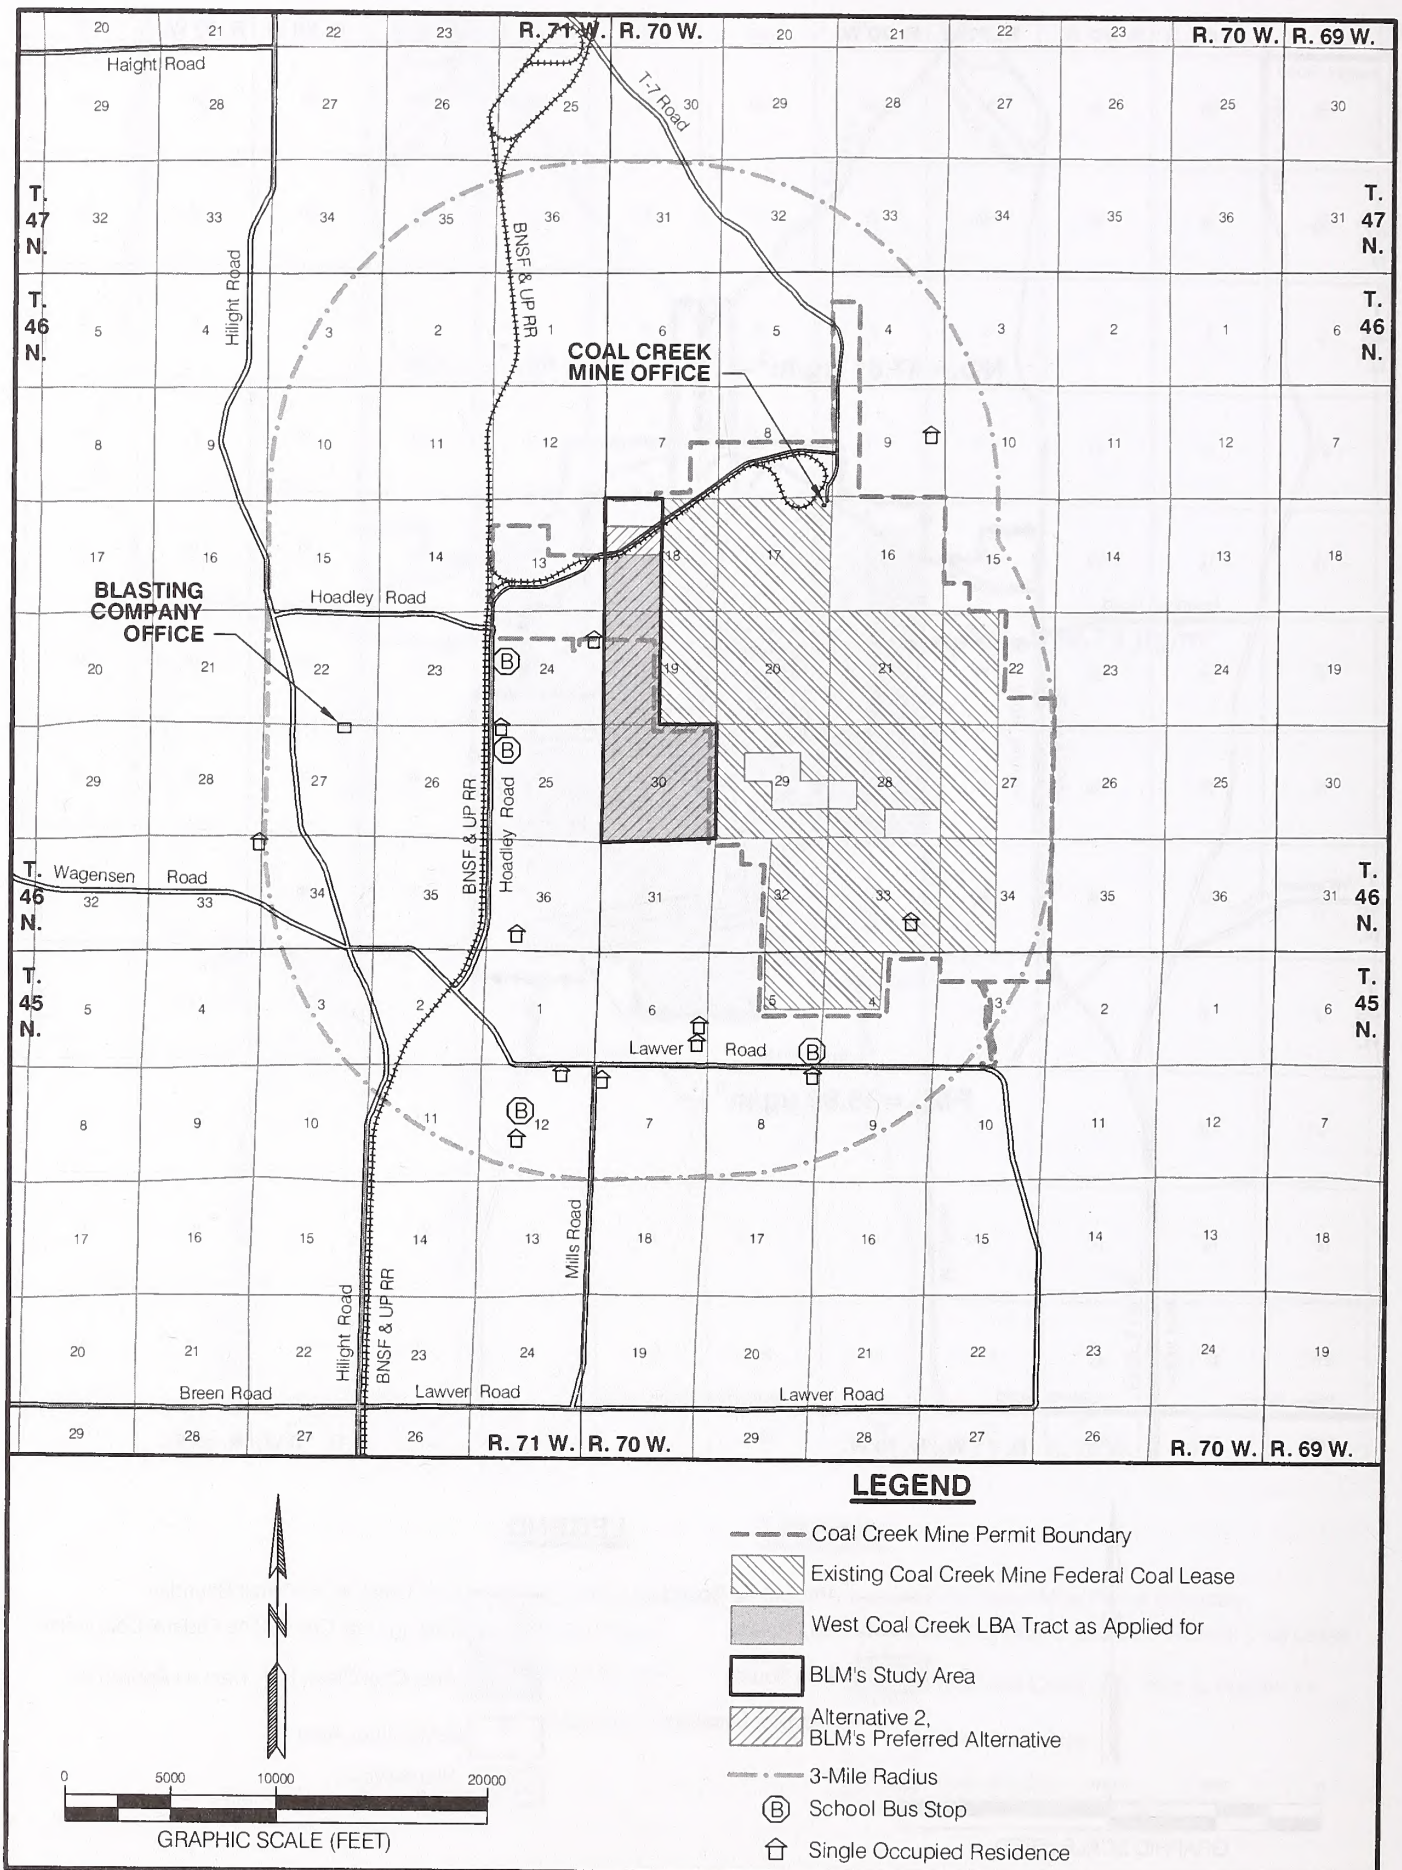 20 21 22 23 R. 71 W. R. 70 W. 20 21 22 23 R. 70 W. R. 69 W.
Haight Road
T-7 Road
29 28 27 26 25 30 29 28 27 26 25 30
T.
47
N.
32 33 34 35 36 31 32 33 34 35 36 31
T.
47
N.
BNSF & UP RR
Hilight Road
T.
46
N.
5 4 3 2 1 6 5 4 3 2 1 6
T.
46
N.
COAL CREEK
MINE OFFICE
8 9 10 11 12 7 8 9 10 11 12 7
17 16 15 14 13 18 17 16 15 14 13 18
BLASTING
COMPANY
OFFICE
Hoadley Road
20 21 22 23 24 19 20 21 22 23 24 19
B
B
29 28 27 26 25 30 29 28 27 26 25 30
BNSF & UP RR
Hoadley Road
Wagensen Road
T.
46
N.
32 33 34 35 36 31 32 33 34 35 36 31
T.
46
N.
T.
45
N.
5 4 3 2 1 6 5 4 3 2 1 6
T.
45
N.
Lawver Road
B
B
8 9 10 11 12 7 8 9 10 11 12 7
17 16 15 14 13 18 17 16 15 14 13 18
Mills Road
Hilight Road
BNSF & UP RR
20 21 22 23 24 19 20 21 22 23 24 19
Breen Road Lawver Road Lawver Road
29 28 27 26 R. 71 W. R. 70 W. 29 28 27 26 R. 70 W. R. 69 W.
N
0 5000 10000 20000
GRAPHIC SCALE (FEET)
LEGEND
Coal Creek Mine Permit Boundary
Existing Coal Creek Mine Federal Coal Lease
West Coal Creek LBA Tract as Applied for
BLM's Study Area
Alternative 2,
BLM's Preferred Alternative
3-Mile Radius
B School Bus Stop
Single Occupied Residence